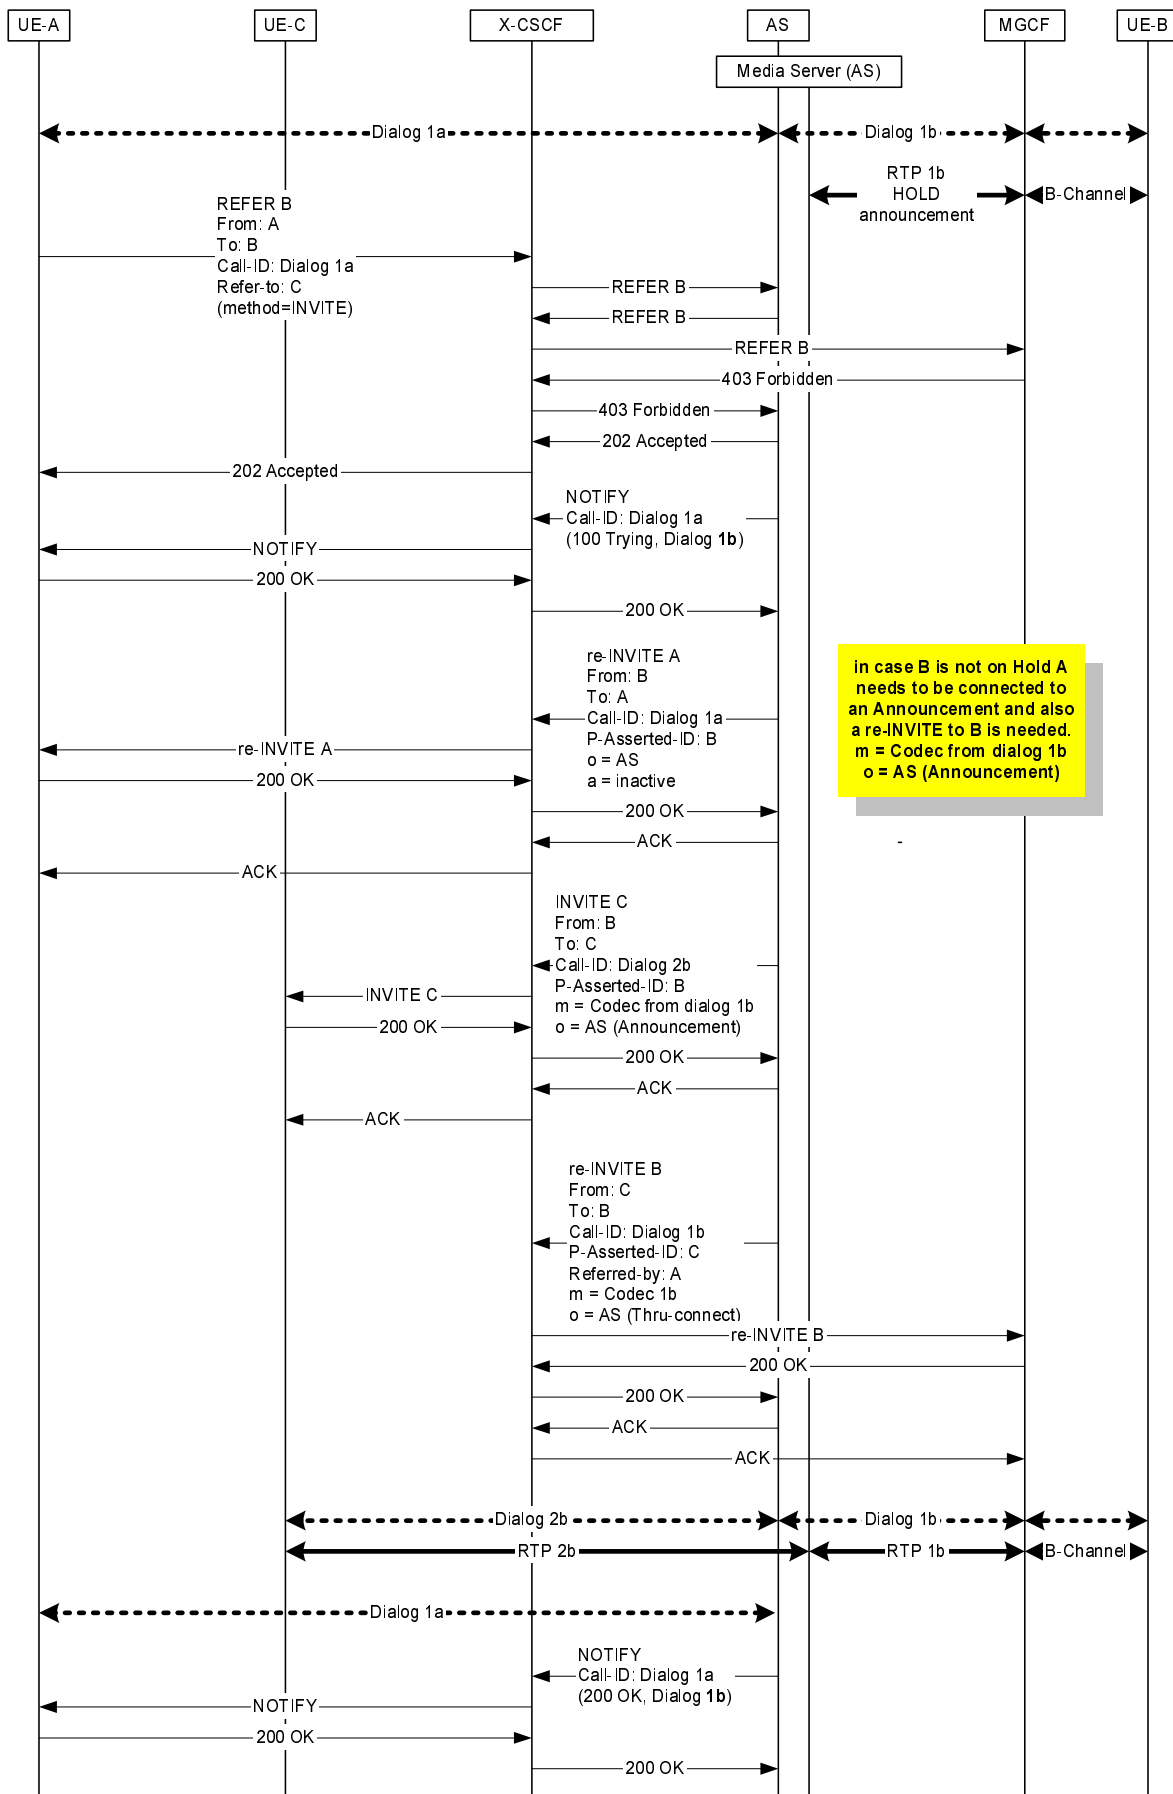 UE-A
UE-C
X-CSCF
AS
MGCF
UE-B
Media Server (AS)
Dialog 1a
Dialog 1b
RTP 1b
HOLD
announcement
B-Channel
REFER B
From: A
To: B
Call-ID: Dialog 1a
Refer-to: C
(method=INVITE)
REFER B
REFER B
REFER B
403 Forbidden
403 Forbidden
202 Accepted
202 Accepted
NOTIFY
Call-ID: Dialog 1a
(100 Trying, Dialog 1b)
NOTIFY
200 OK
200 OK
re-INVITE A
From: B
To: A
Call-ID: Dialog 1a
P-Asserted-ID: B
o = AS
a = inactive
in case B is not on Hold A
needs to be connected to
an Announcement and also
a re-INVITE to B is needed.
m = Codec from dialog 1b
o = AS (Announcement)
re-INVITE A
200 OK
200 OK
ACK
-
ACK
INVITE C
From: B
To: C
Call-ID: Dialog 2b
P-Asserted-ID: B
m = Codec from dialog 1b
o = AS (Announcement)
INVITE C
200 OK
200 OK
ACK
ACK
re-INVITE B
From: C
To: B
Call-ID: Dialog 1b
P-Asserted-ID: C
Referred-by: A
m = Codec 1b
o = AS (Thru-connect)
re-INVITE B
200 OK
200 OK
ACK
ACK
Dialog 2b
Dialog 1b
RTP 2b
RTP 1b
B-Channel
Dialog 1a
NOTIFY
Call-ID: Dialog 1a
(200 OK, Dialog 1b)
NOTIFY
200 OK
200 OK